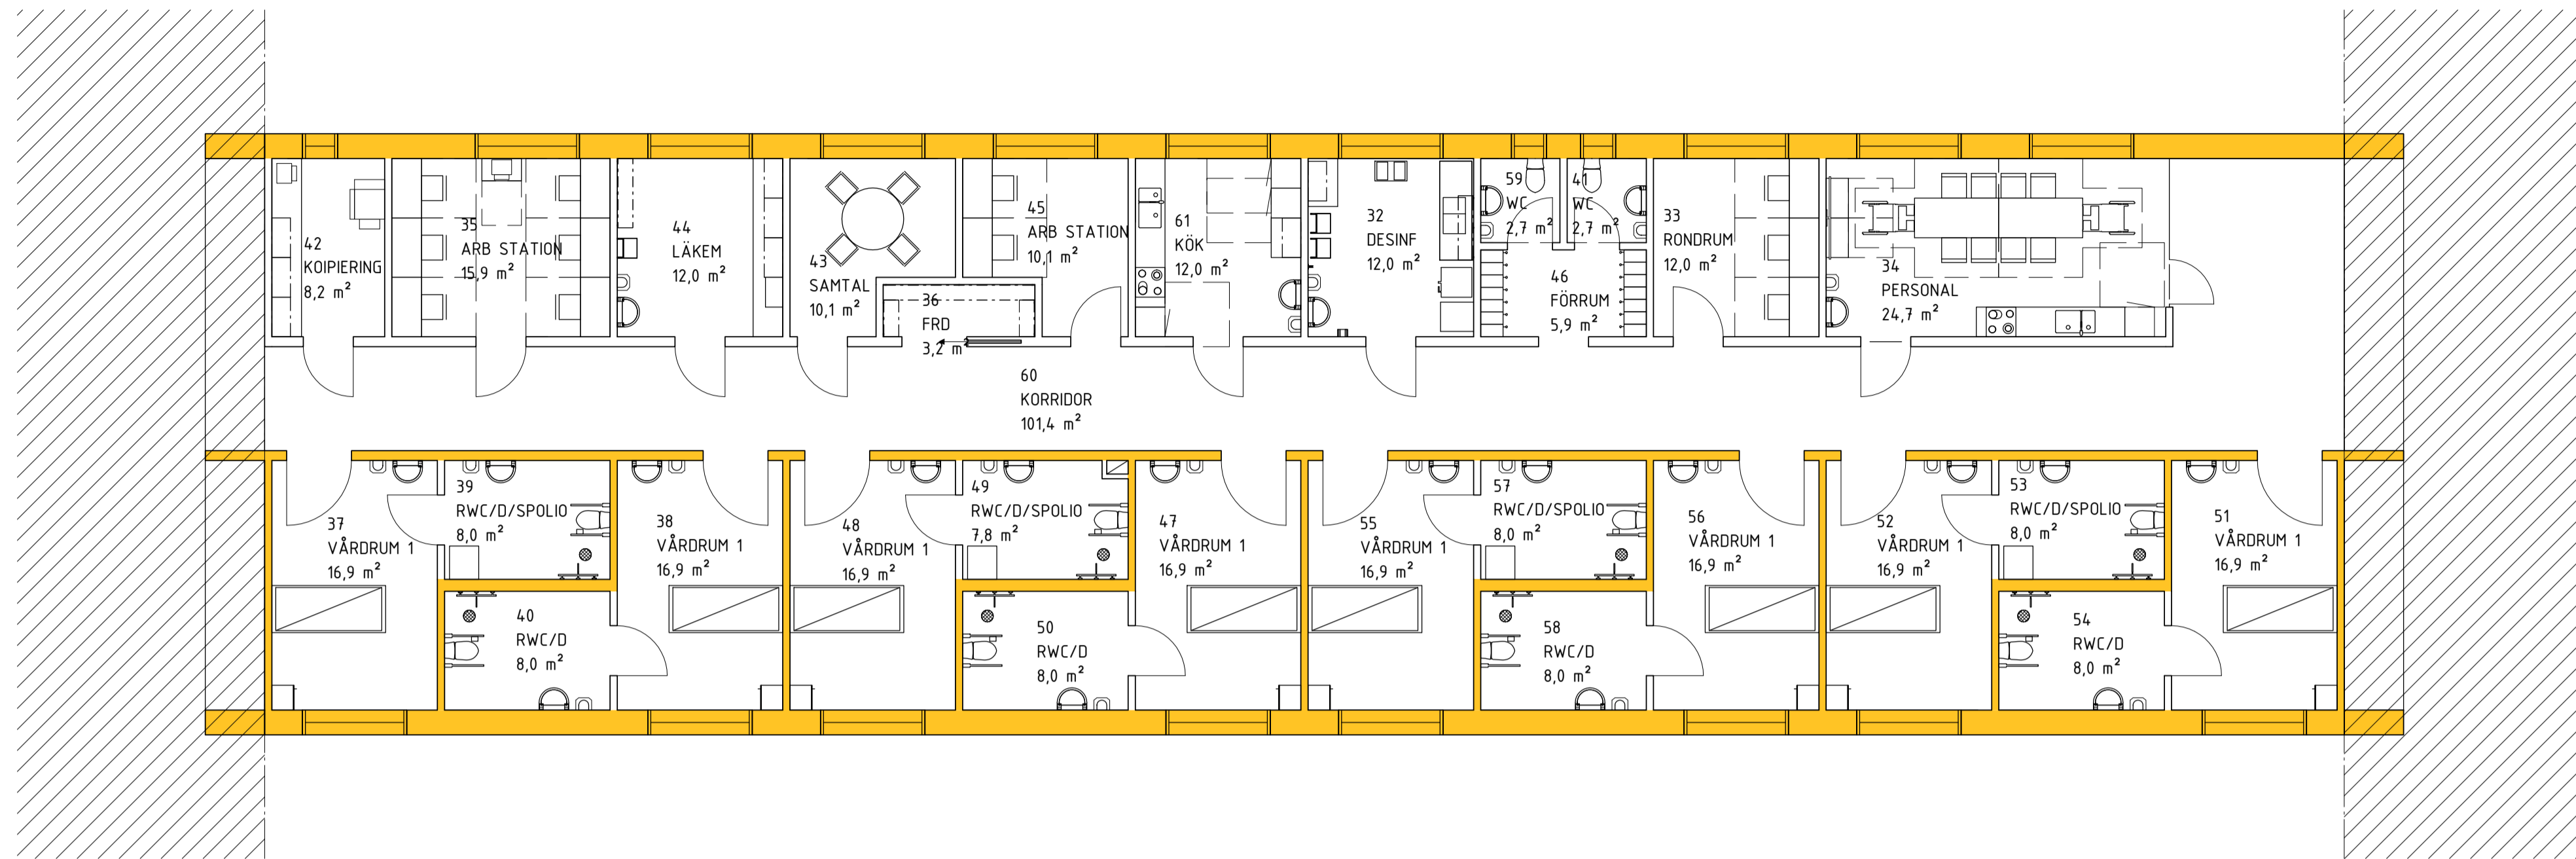 42
KOIPIERING
8,2 m²
35
ARB STATION
15,9 m²
44
LÄKEM
12,0 m²
43
SAMTAL
10,1 m²
36
FRD
3,2 m²
45
ARB STATION
10,1 m²
61
KÖK
12,0 m²
32
DESINF
12,0 m²
59
WC
2,7 m²
41
WC
2,7 m²
46
FÖRRUM
5,9 m²
33
RONDRUM
12,0 m²
34
PERSONAL
24,7 m²
60
KORRIDOR
101,4 m²
37
VÅRDRUM 1
16,9 m²
39
RWC/D/SPOLIO
8,0 m²
40
RWC/D
8,0 m²
38
VÅRDRUM 1
16,9 m²
48
VÅRDRUM 1
16,9 m²
49
RWC/D/SPOLIO
7,8 m²
50
RWC/D
8,0 m²
47
VÅRDRUM 1
16,9 m²
55
VÅRDRUM 1
16,9 m²
57
RWC/D/SPOLIO
8,0 m²
58
RWC/D
8,0 m²
56
VÅRDRUM 1
16,9 m²
52
VÅRDRUM 1
16,9 m²
53
RWC/D/SPOLIO
8,0 m²
54
RWC/D
8,0 m²
51
VÅRDRUM 1
16,9 m²